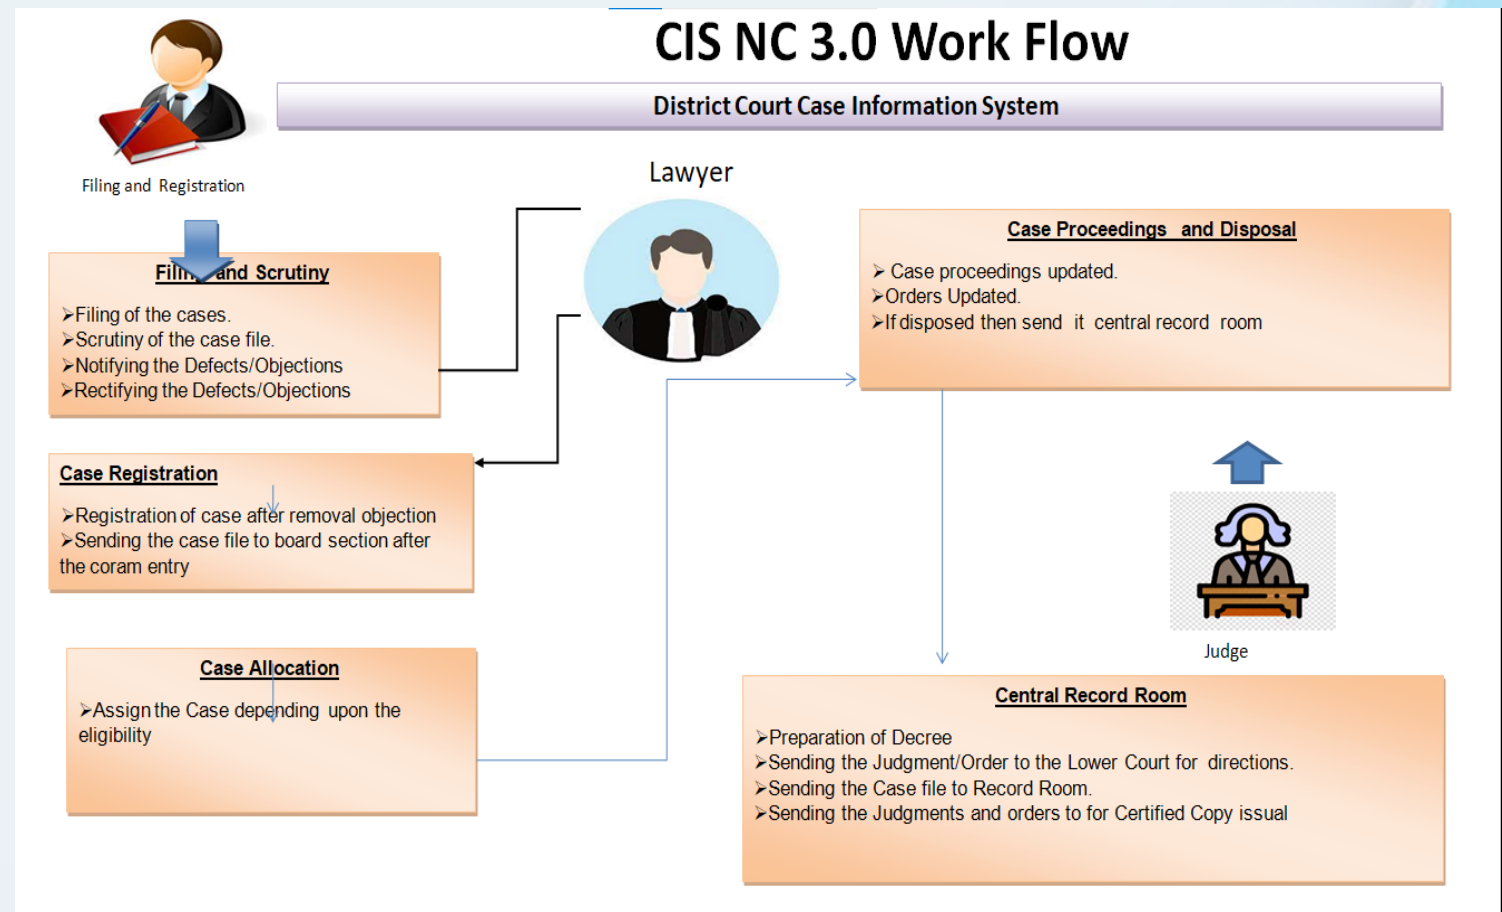 CIS NC 3.0 Work Flow
District Court Case Information System
Filing and Registration
Lawyer
Filing and Scrutiny
➢Filing of the cases.
➢Scrutiny of the case file.
➢Notifying the Defects/Objections
➢Rectifying the Defects/Objections
Case Registration
➢Registration of case after removal objection
➢Sending the case file to board section after
the coram entry
Case Allocation
➢Assign the Case depending upon the
eligibility
Case Proceedings and Disposal
➢ Case proceedings updated.
➢Orders Updated.
➢If disposed then send it central record room
Judge
Central Record Room
➢Preparation of Decree
➢Sending the Judgment/Order to the Lower Court for directions.
➢Sending the Case file to Record Room.
➢Sending the Judgments and orders to for Certified Copy issual